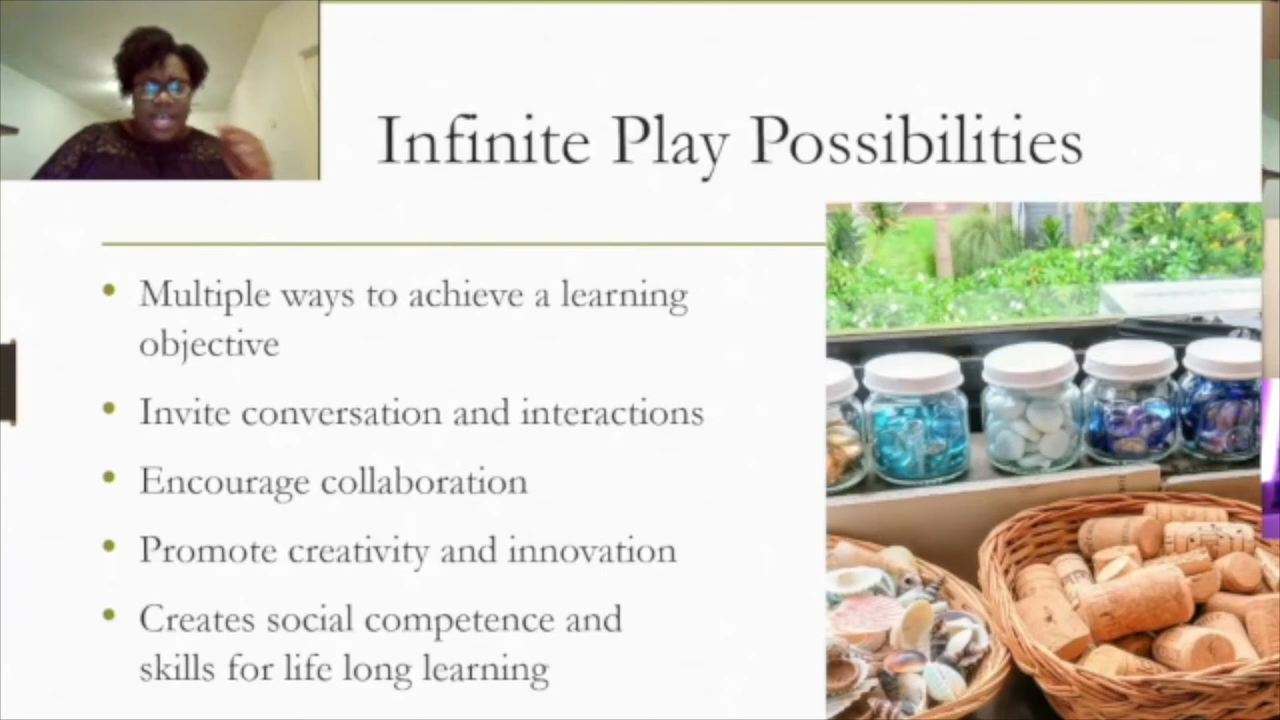 Infinite Play Possibilities
• Multiple ways to achieve a learning
objective
• Invite conversation and interactions
• Encourage collaboration
• Promote creativity and innovation
• Creates social competence and
skills for life long learning